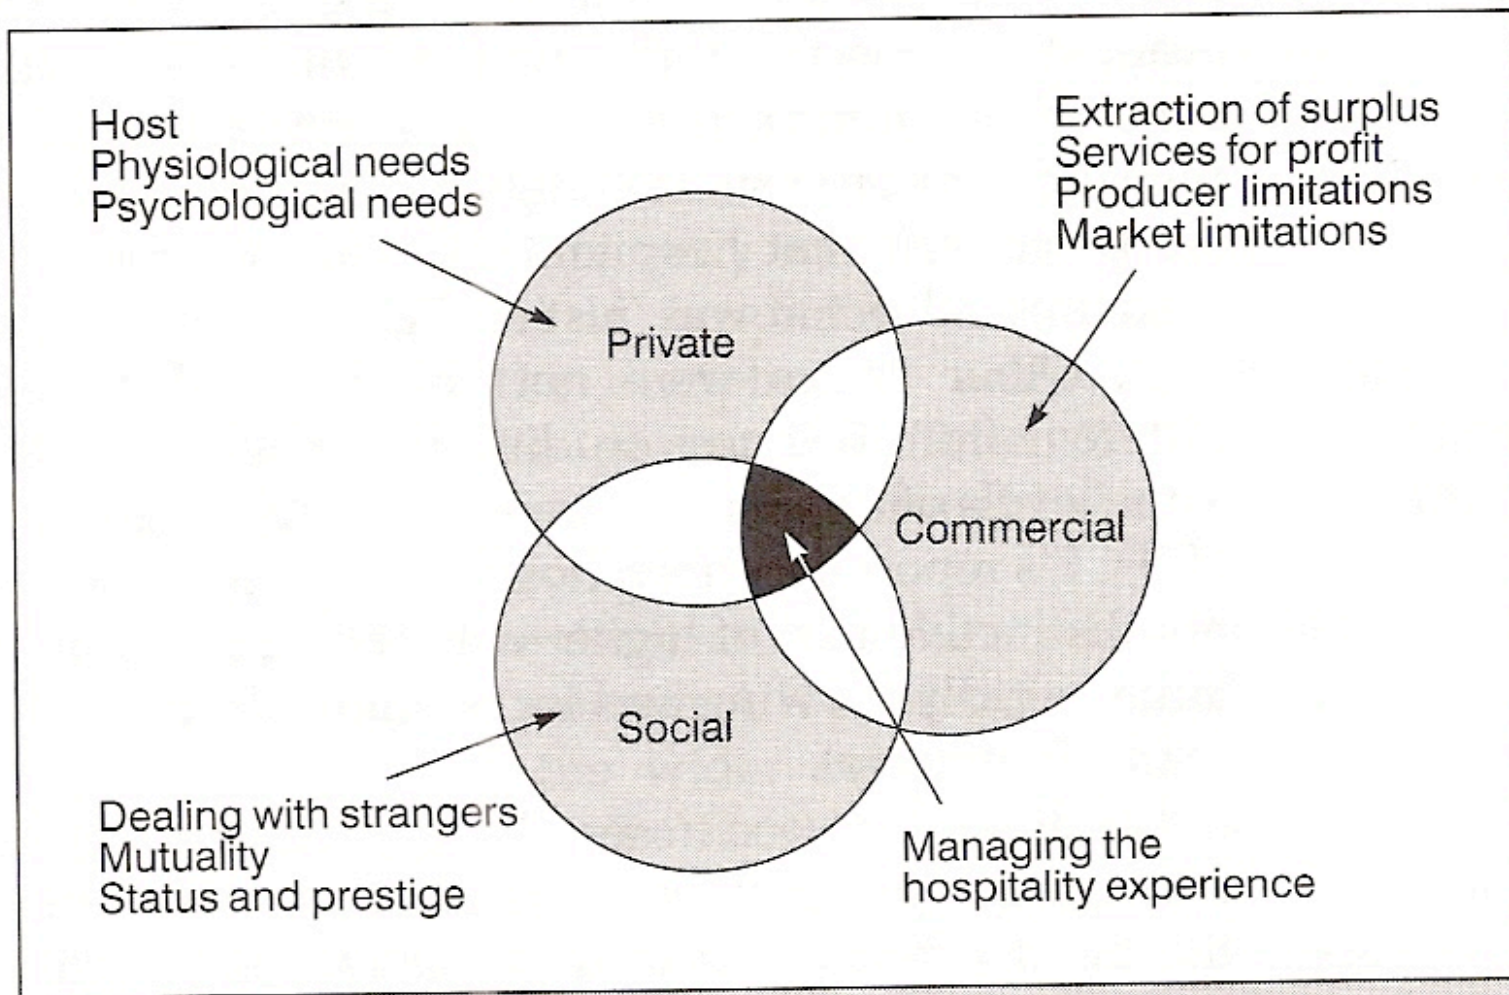 Host
Physiological needs
Psychological needs
Extraction of surplus
Services for profit
Producer limitations
Market limitations
Private
Commercial
Social
Dealing with strangers
Mutuality
Status and prestige
Managing the
hospitality experience